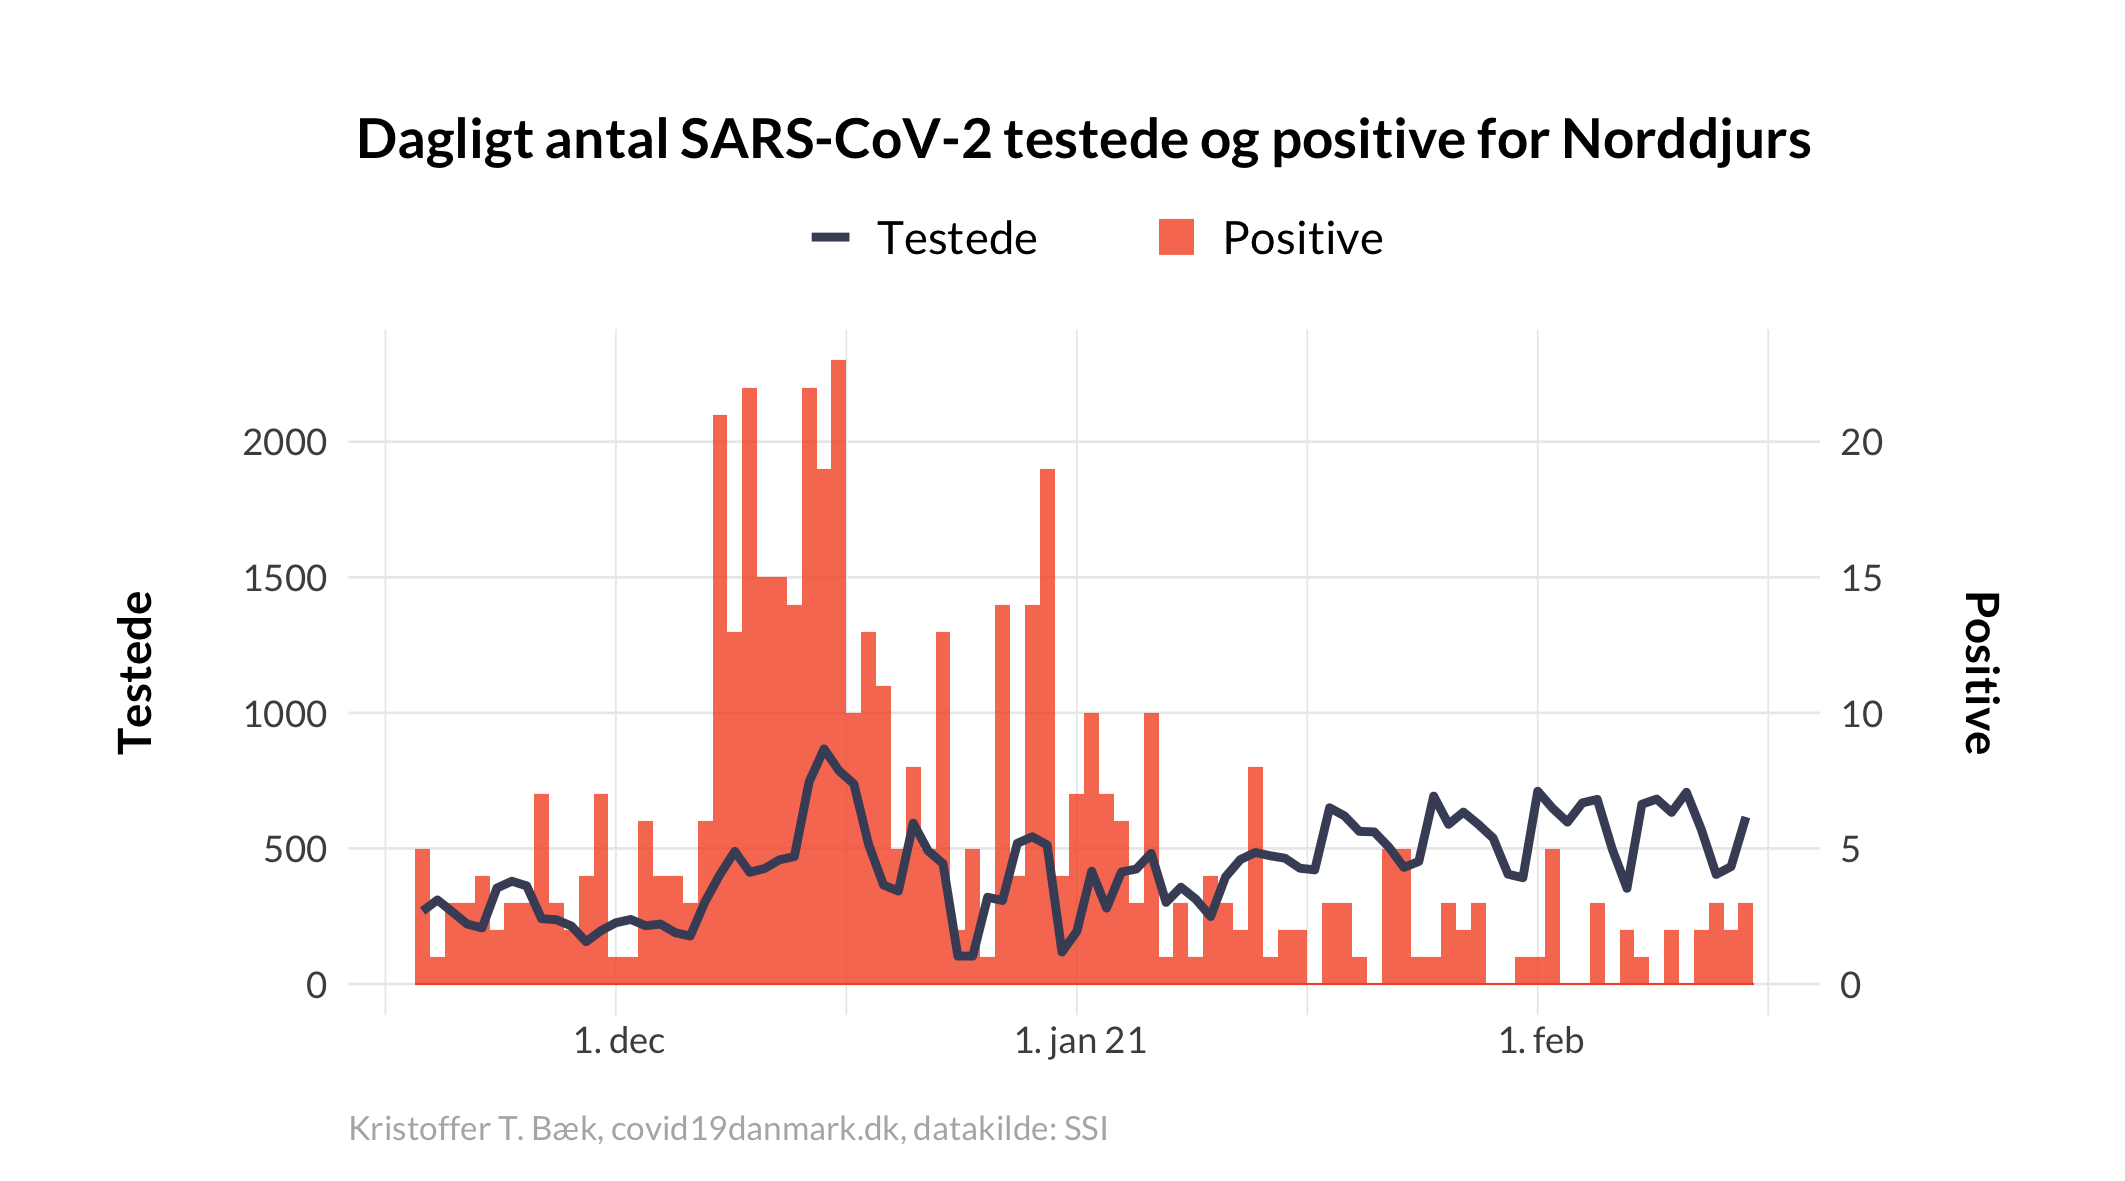 Dagligt antal SARS-CoV-2 testede og positive for Norddjurs
Testede Positive
2000 20
1500 15
1000 10
500 5
0 0
Testede
Positive
1. dec 1. jan 21 1. feb
Kristoffer T. Bæk, covid19danmark.dk, datakilde: SSI